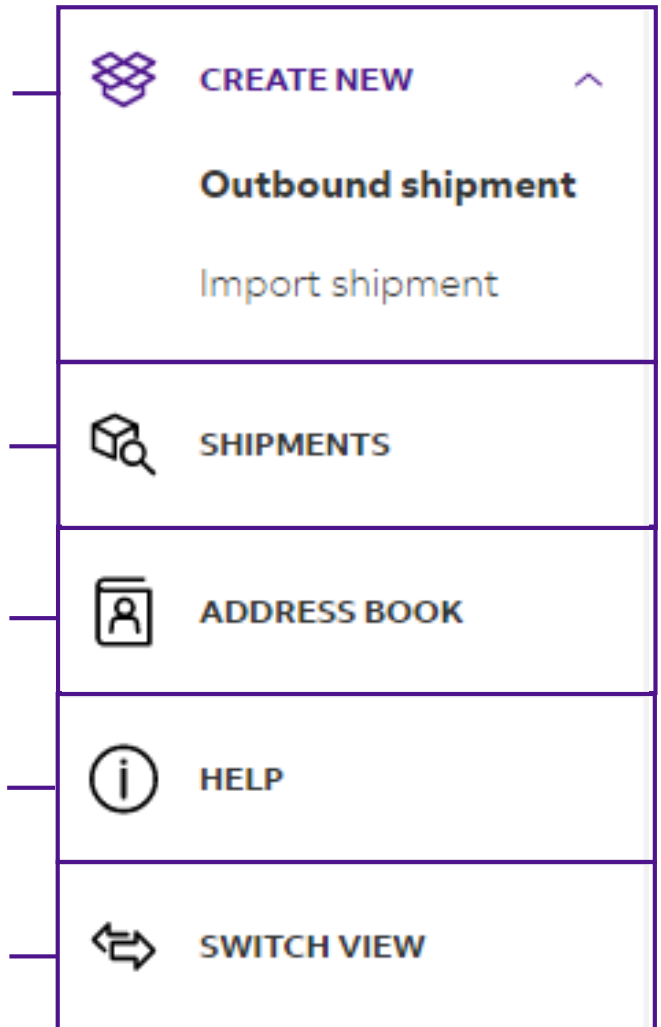 CREATE NEW
Outbound shipment
Import shipment
SHIPMENTS
ADDRESS BOOK
HELP
SWITCH VIEW